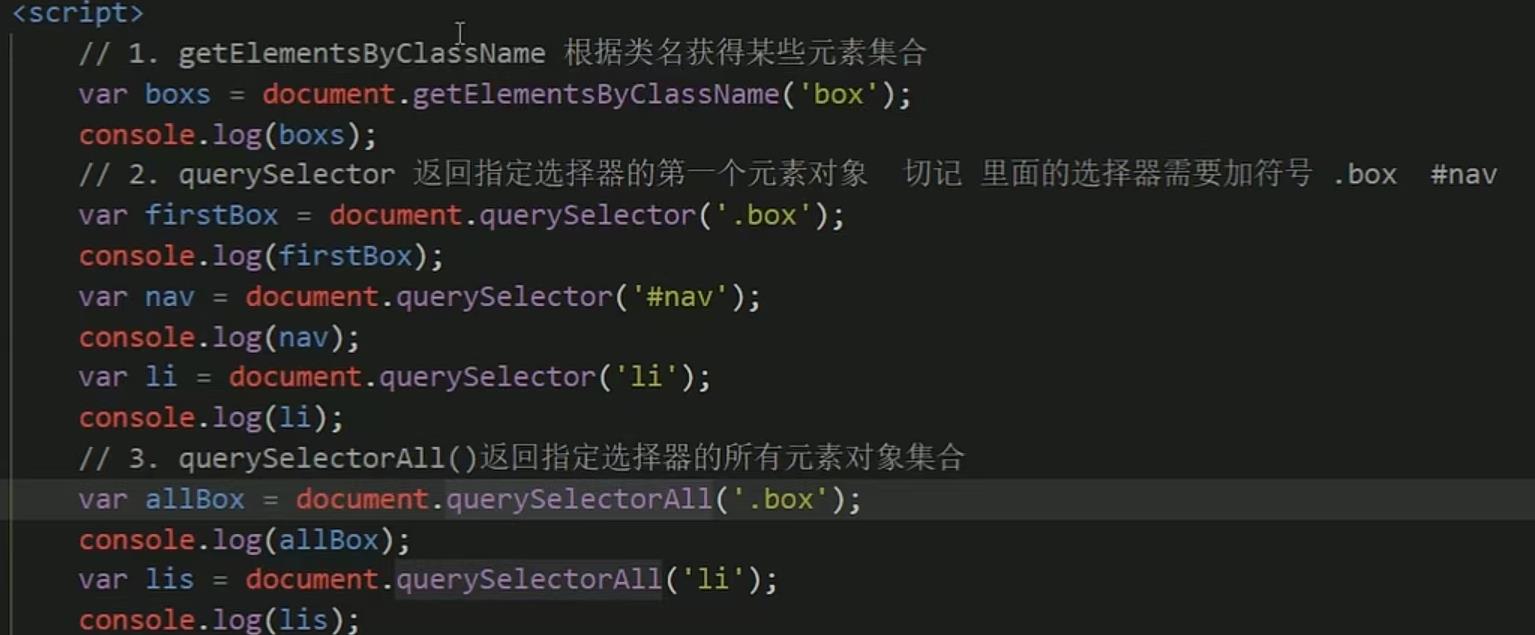 <script>
// 1. getElementsByClassName 根据类名获得某些元素集合
var boxs = document.getElementsByClassName('box');
console.log(boxs);
// 2. querySelector 返回指定选择器的第一个元素对象  切记 里面的选择器需要加符号 .box  #nav
var firstBox = document.querySelector('.box');
console.log(firstBox);
var nav = document.querySelector('#nav');
console.log(nav);
var li = document.querySelector('li');
console.log(li);
// 3. querySelectorAll()返回指定选择器的所有元素对象集合
var allBox = document.querySelectorAll('.box');
console.log(allBox);
var lis = document.querySelectorAll('li');
console.log(lis);